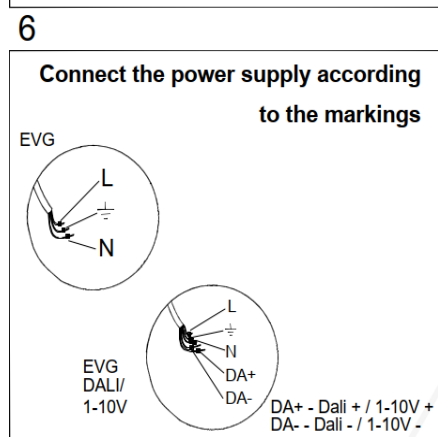 6
Connect the power supply according
to the markings
EVG
L
N
L
N
DA+
DA-
EVG
DALI/
1-10V
DA+ - Dali + / 1-10V +
DA- - Dali - / 1-10V -